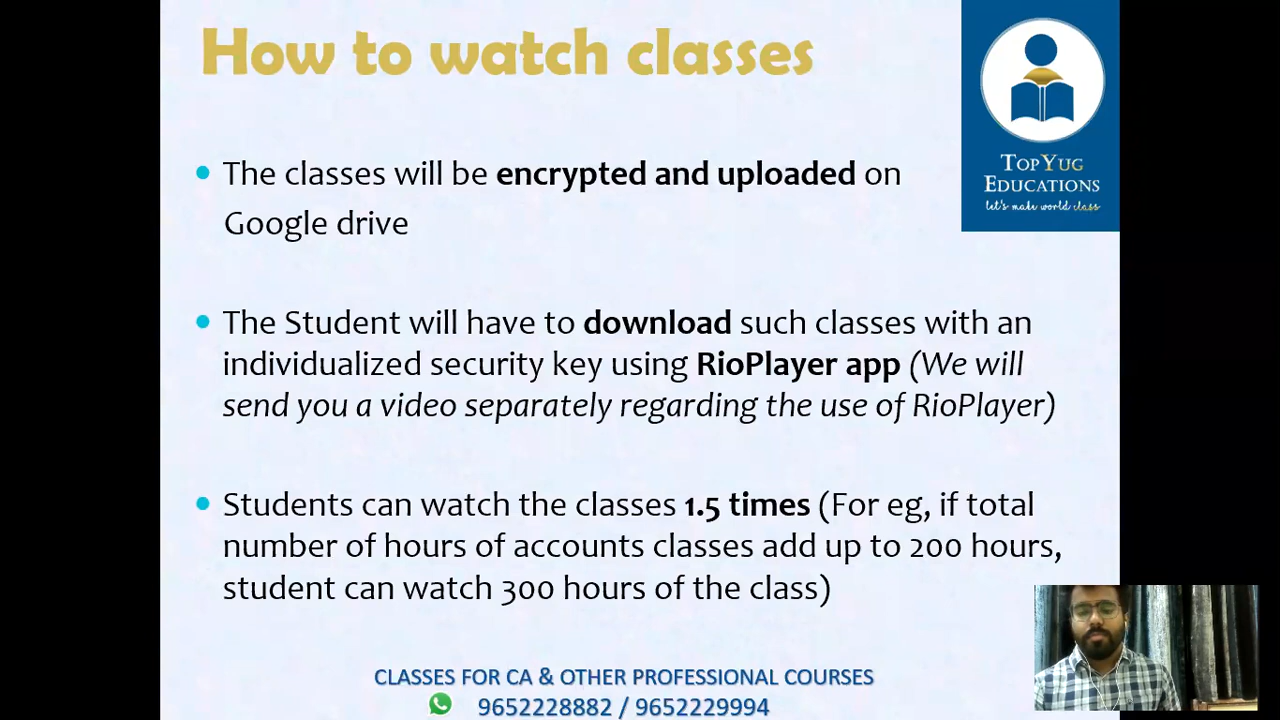 How to watch classes
TOPYUG
EDUCATIONS
let's make world class
• The classes will be encrypted and uploaded on
Google drive
• The Student will have to download such classes with an
individualized security key using RioPlayer app (We will
send you a video separately regarding the use of RioPlayer)
• Students can watch the classes 1.5 times (For eg, if total
number of hours of accounts classes add up to 200 hours,
student can watch 300 hours of the class)
CLASSES FOR CA & OTHER PROFESSIONAL COURSES
9652228882 / 9652229994